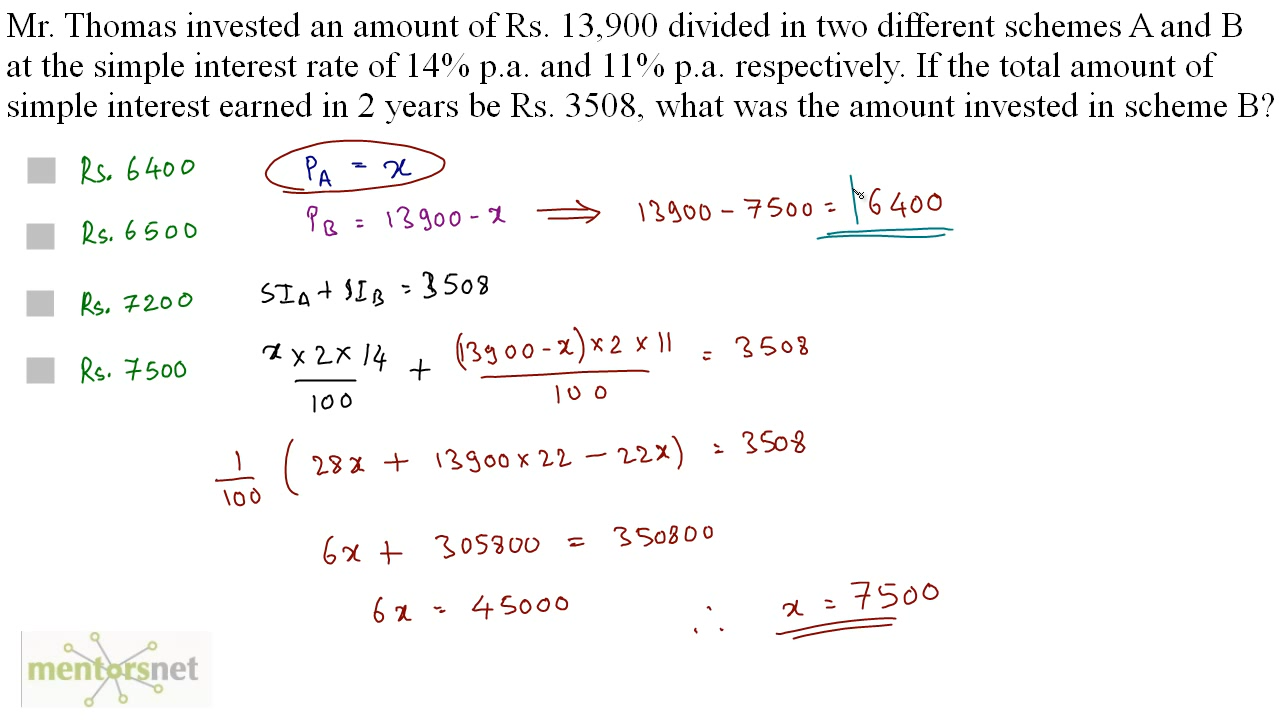 Mr. Thomas invested an amount of Rs. 13,900 divided in two different schemes A and B
at the simple interest rate of 14% p.a. and 11% p.a. respectively. If the total amount of
simple interest earned in 2 years be Rs. 3508, what was the amount invested in scheme B?
Rs. 6400
Rs. 6500
Rs. 7200
Rs. 7500
P_A = x
P_B = 13900 - x ⟹ 13900 - 7500 = 6400
SI_A + SI_B = 3508
x × 2 × 14 / 100 + (13900 - x) × 2 × 11 / 100 = 3508
1/100 (28x + 13900 × 22 - 22x) = 3508
6x + 305800 = 350800
6x = 45000 ∴ x = 7500
mentorsnet